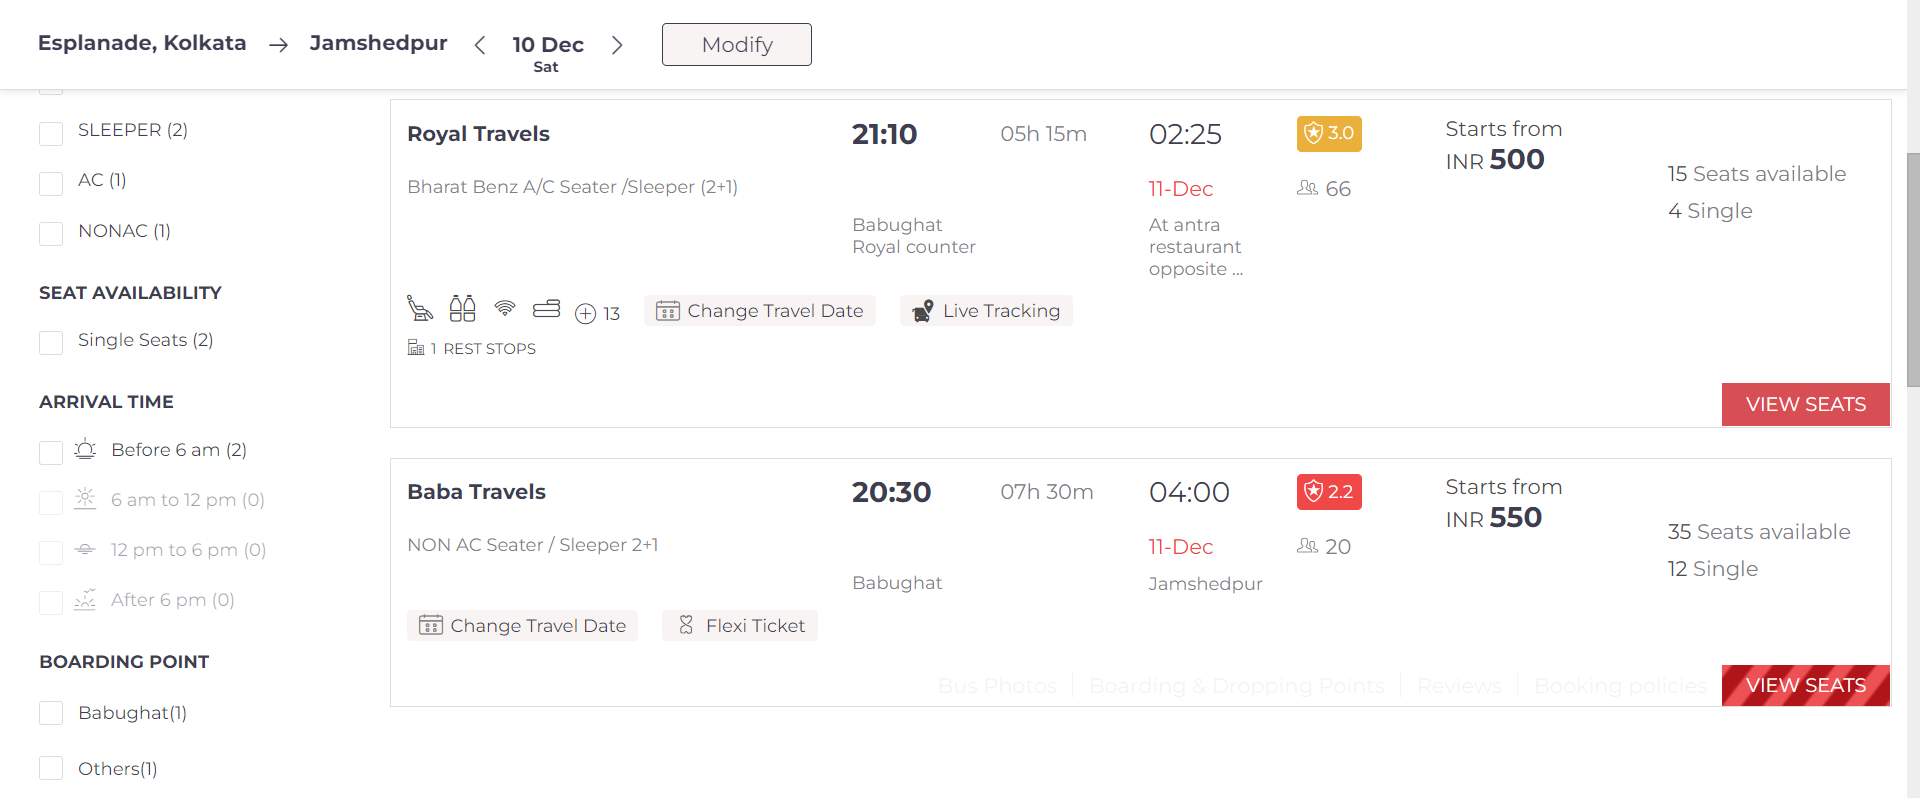 Esplanade, Kolkata → Jamshedpur < 10 Dec > Modify
Sat
SLEEPER (2)
AC (1)
NONAC (1)
SEAT AVAILABILITY
Single Seats (2)
ARRIVAL TIME
Before 6 am (2)
6 am to 12 pm (0)
12 pm to 6 pm (0)
After 6 pm (0)
BOARDING POINT
Babughat(1)
Others(1)
Royal Travels 21:10 05h 15m 02:25 3.0 Starts from
INR 500
15 Seats available
Bharat Benz A/C Seater /Sleeper (2+1) 11-Dec 66
4 Single
Babughat At antra
Royal counter restaurant
opposite ...
13 Change Travel Date Live Tracking
1 REST STOPS
VIEW SEATS
Baba Travels 20:30 07h 30m 04:00 2.2 Starts from
INR 550
35 Seats available
NON AC Seater / Sleeper 2+1 11-Dec 20
12 Single
Babughat Jamshedpur
Change Travel Date Flexi Ticket
Bus Photos Boarding & Dropping Points Reviews Booking policies VIEW SEATS